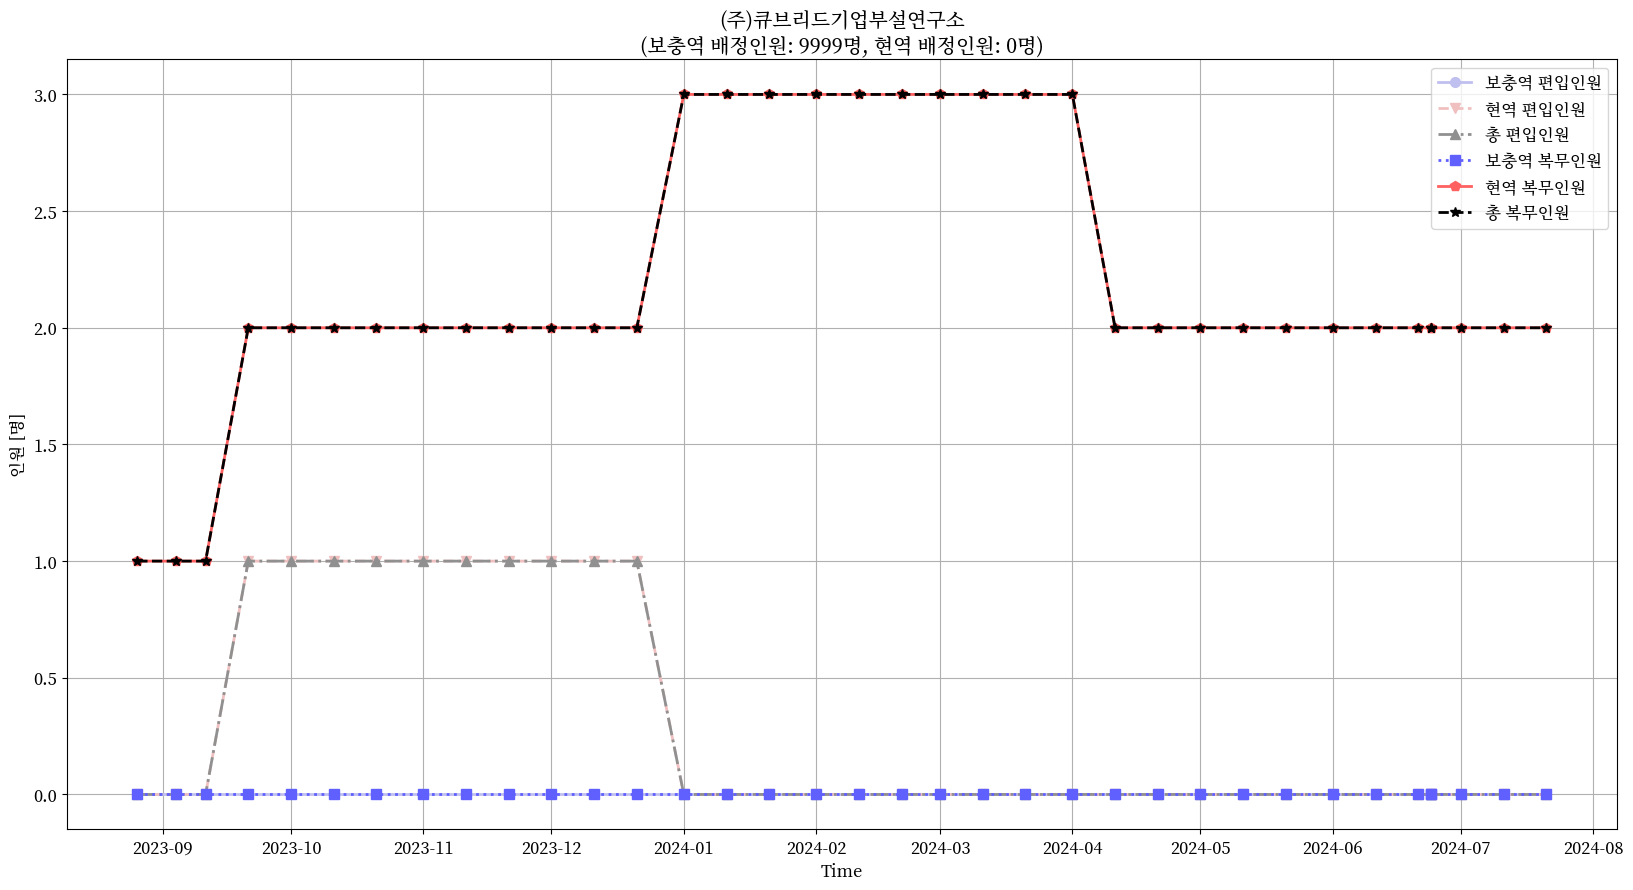 (주)큐브리드기업부설연구소
(보충역 배정인원: 9999명, 현역 배정인원: 0명)
보충역 편입인원
현역 편입인원
총 편입인원
보충역 복무인원
현역 복무인원
총 복무인원
인원 [명]
3.0
2.5
2.0
1.5
1.0
0.5
0.0
2023-09 2023-10 2023-11 2023-12 2024-01 2024-02 2024-03 2024-04 2024-05 2024-06 2024-07 2024-08
Time